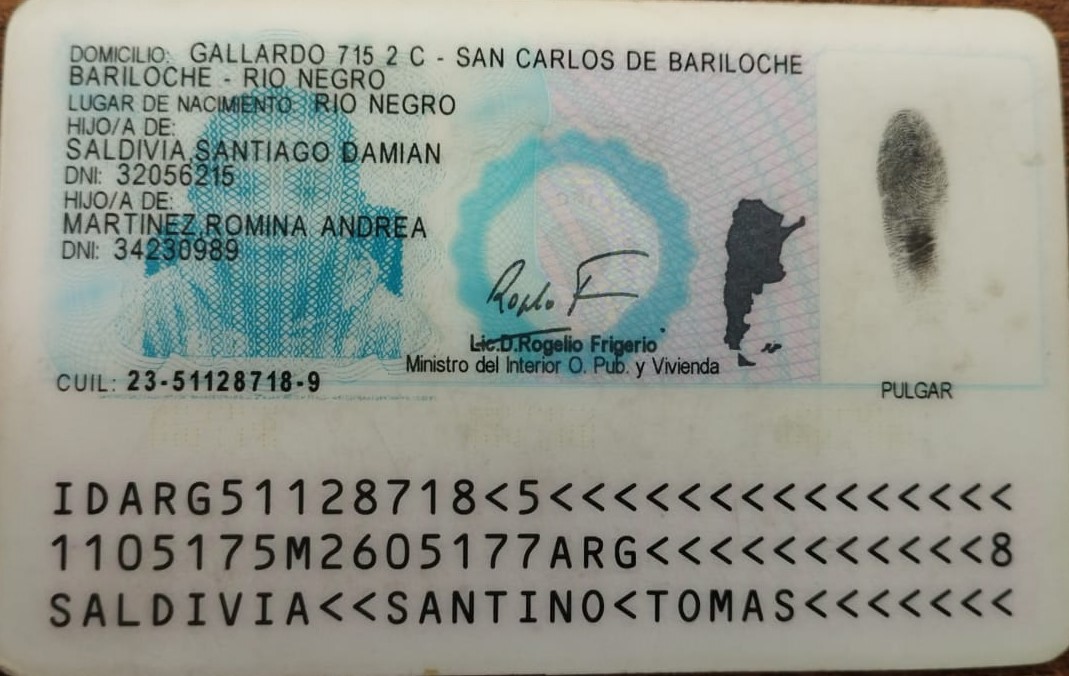 DOMICILIO: GALLARDO 715 2 C - SAN CARLOS DE BARILOCHE
BARILOCHE - RIO NEGRO
LUGAR DE NACIMIENTO: RIO NEGRO
HIJO/A DE:
SALDIVIA,SANTIAGO DAMIAN
DNI: 32056215
HIJO/A DE:
MARTINEZ,ROMINA ANDREA
DNI: 34230989
Lic.D.Rogelio Frigerio
Ministro del Interior O. Pub. y Vivienda
CUIL: 23-51128718-9
PULGAR
IDARG51128718<5<<<<<<<<<<<<<<<
1105175M2605177ARG<<<<<<<<<<<8
SALDIVIA<<SANTINO<TOMAS<<<<<<<